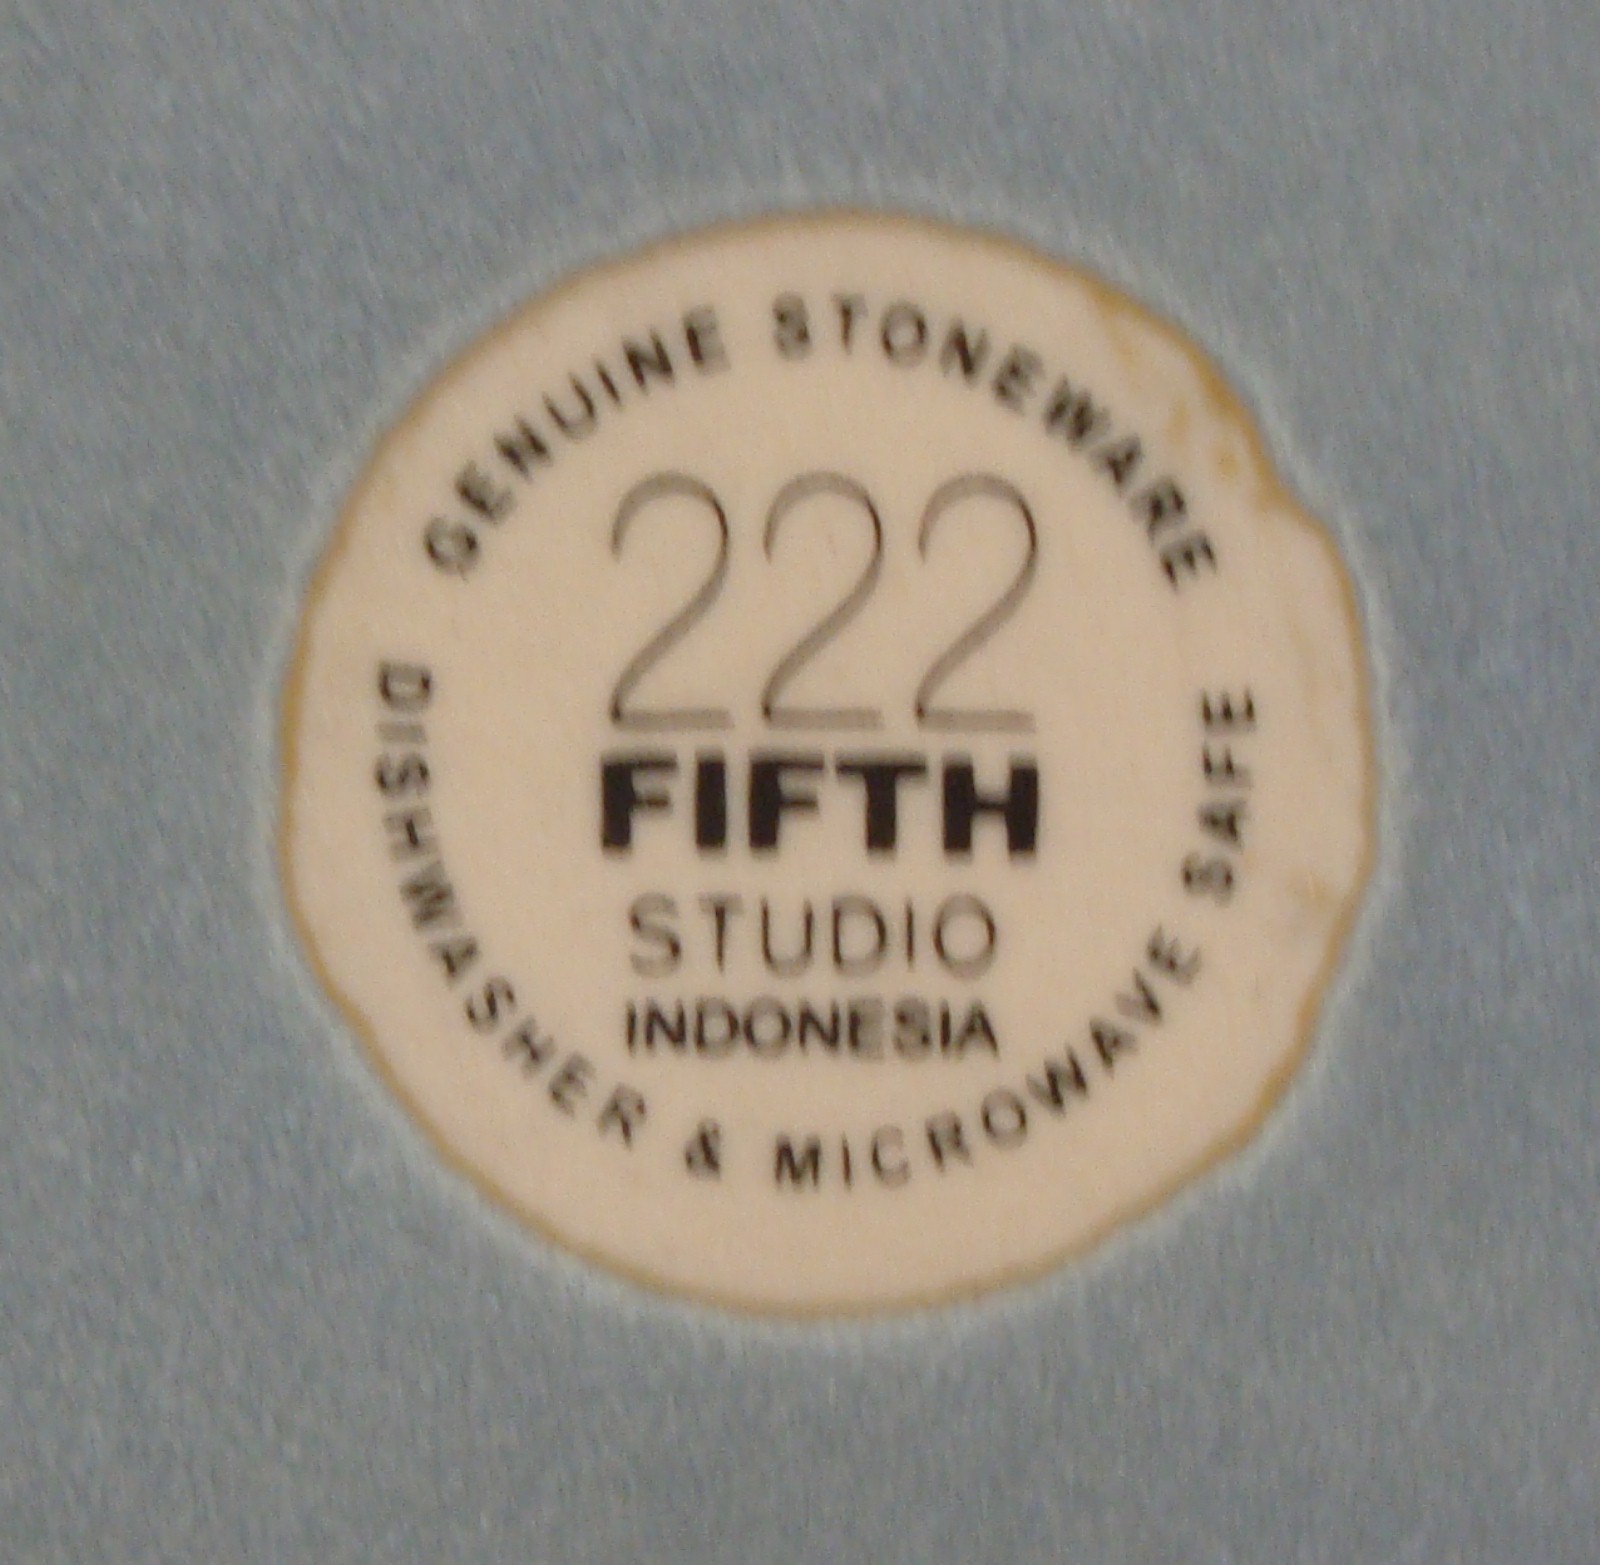 GENUINE STONEWARE
222
FIFTH
STUDIO
INDONESIA
DISHWASHER & MICROWAVE SAFE